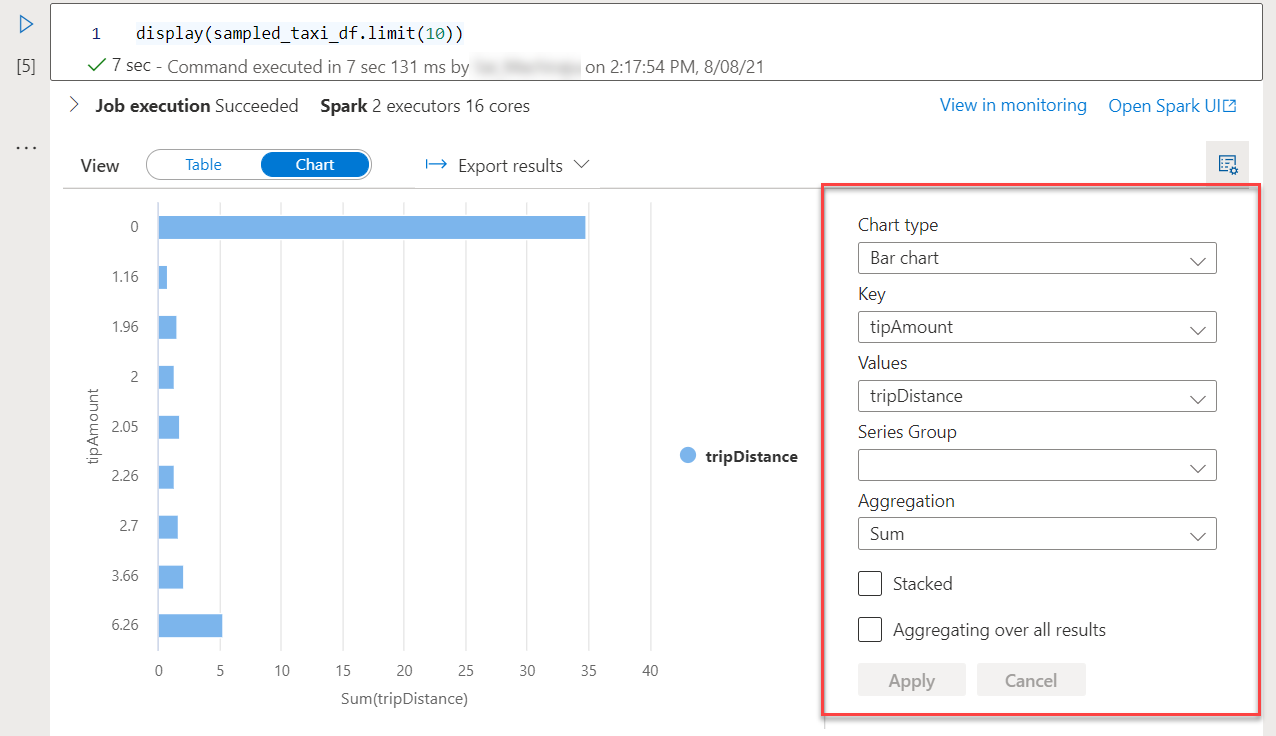 1 display(sampled_taxi_df.limit(10))
[5] 7 sec - Command executed in 7 sec 131 ms by on 2:17:54 PM, 8/08/21
Job execution Succeeded Spark 2 executors 16 cores View in monitoring Open Spark UI
...
View Table Chart Export results
0
1.16
1.96
2
2.05
2.26
2.7
3.66
6.26
tipAmount
0 5 10 15 20 25 30 35 40
Sum(tripDistance)
tripDistance
Chart type
Bar chart
Key
tipAmount
Values
tripDistance
Series Group
Aggregation
Sum
Stacked
Aggregating over all results
Apply Cancel